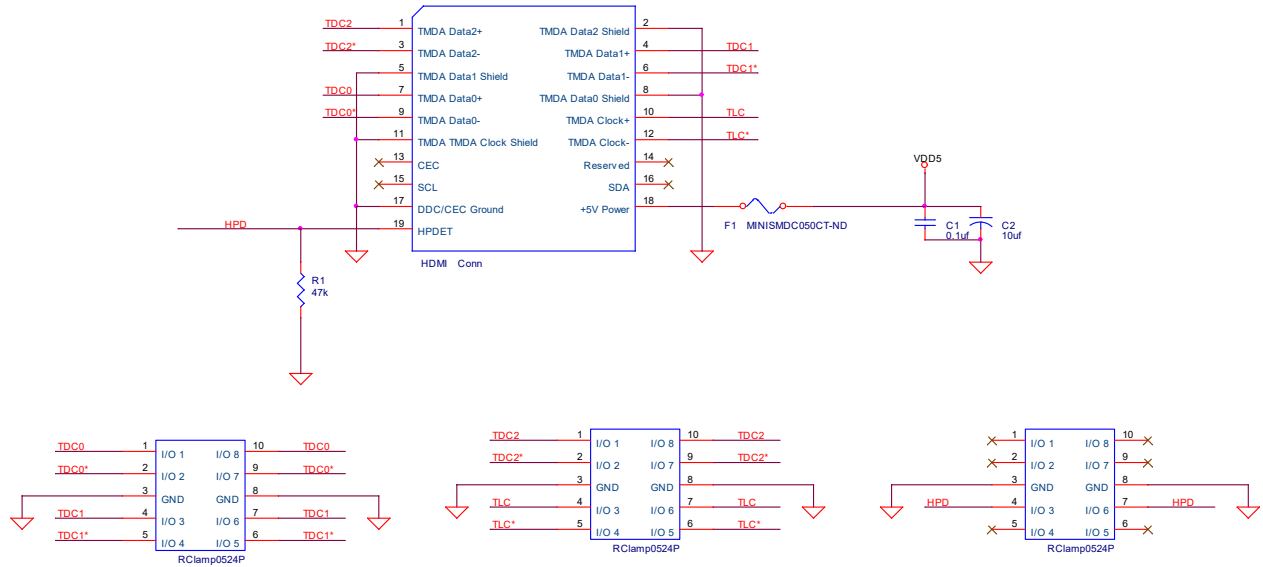 TDC2 1 TMDA Data2+ TMDA Data2 Shield 2
TDC2* 3 TMDA Data2- TMDA Data1+ 4 TDC1
5 TMDA Data1 Shield TMDA Data1- 6 TDC1*
TDC0 7 TMDA Data0+ TMDA Data0 Shield 8
TDC0* 9 TMDA Data0- TMDA Clock+ 10 TLC
11 TMDA TMDA Clock Shield TMDA Clock- 12 TLC*
13 CEC Reserved 14
15 SCL SDA 16
17 DDC/CEC Ground +5V Power 18
HPD 19 HPDET
HDMI Conn
VDD5
F1 MINISMDC050CT-ND
C1
0.1uf
C2
10uf
R1
47k
TDC0 1 I/O 1 I/O 8 10 TDC0
TDC0* 2 I/O 2 I/O 7 9 TDC0*
3 GND GND 8
TDC1 4 I/O 3 I/O 6 7 TDC1
TDC1* 5 I/O 4 I/O 5 6 TDC1*
RClamp0524P
TDC2 1 I/O 1 I/O 8 10 TDC2
TDC2* 2 I/O 2 I/O 7 9 TDC2*
3 GND GND 8
TLC 4 I/O 3 I/O 6 7 TLC
TLC* 5 I/O 4 I/O 5 6 TLC*
RClamp0524P
1 I/O 1 I/O 8 10
2 I/O 2 I/O 7 9
3 GND GND 8
HPD 4 I/O 3 I/O 6 7 HPD
5 I/O 4 I/O 5 6
RClamp0524P